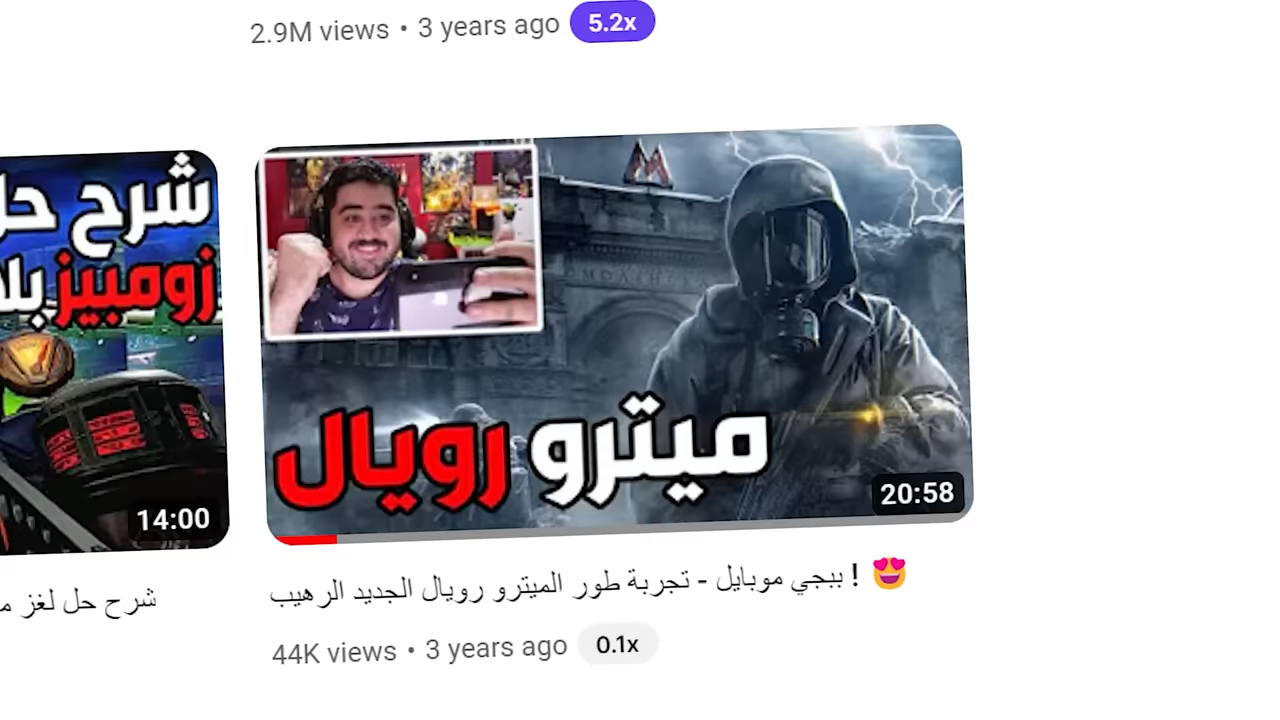 2.9M views • 3 years ago 5.2x
شرح حل
زومبيز
14:00
شرح حل لغز
44K views • 3 years ago 0.1x
M
ميترو رويال
20:58
ببجي موبايل - تجربة طور الميترو رويال الجديد الرهيب ! 😍